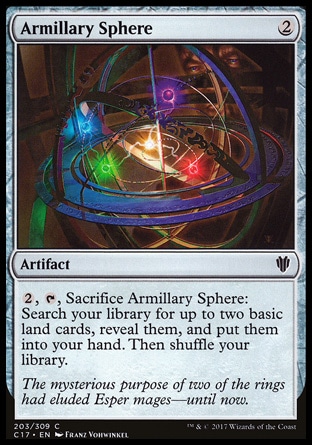 Armillary Sphere 2
Artifact
2, T, Sacrifice Armillary Sphere:
Search your library for up to two basic
land cards, reveal them, and put them
into your hand. Then shuffle your
library.
The mysterious purpose of two of the rings
had eluded Esper mages—until now.
203/309 C
C17 • EN Franz Vohwinkel
™ & © 2017 Wizards of the Coast